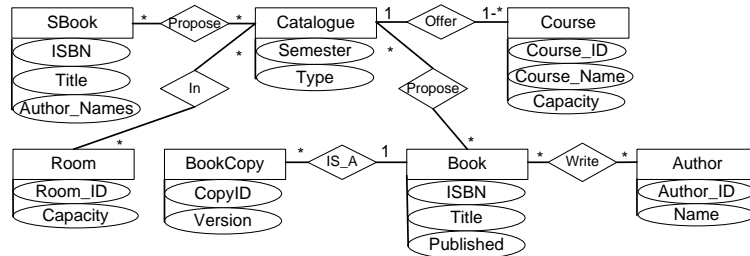 SBook * Propose * Catalogue 1 Offer 1-* Course
ISBN * Semester * Course_ID
Title Type Course_Name
Author_Names In Propose Capacity
* *
Room BookCopy * IS_A 1 Book * Write * Author
Room_ID CopyID ISBN Author_ID
Capacity Version Title Name
Published